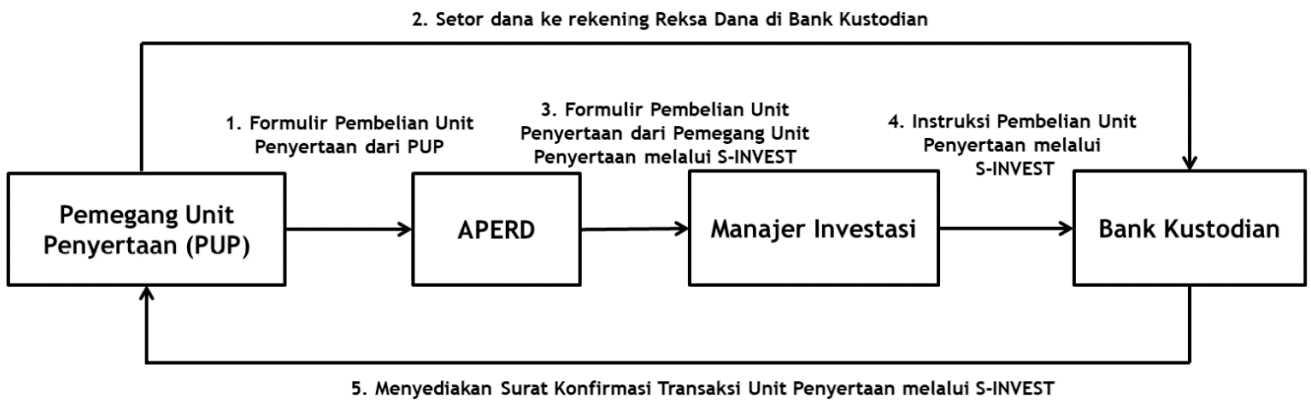 2. Setor dana ke rekening Reksa Dana di Bank Kustodian
1. Formulir Pembelian Unit
Penyertaan dari PUP
3. Formulir Pembelian Unit
Penyertaan dari Pemegang Unit
Penyertaan melalui S-INVEST
4. Instruksi Pembelian Unit
Penyertaan melalui
S-INVEST
Pemegang Unit
Penyertaan (PUP)
APERD
Manajer Investasi
Bank Kustodian
5. Menyediakan Surat Konfirmasi Transaksi Unit Penyertaan melalui S-INVEST